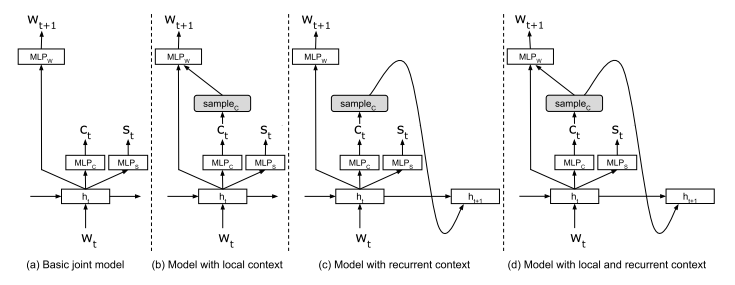 w_{t+1} w_{t+1} w_{t+1} w_{t+1}
MLP_W MLP_W MLP_W MLP_W
sample_C sample_C sample_C
c_t s_t c_t s_t c_t s_t c_t s_t
MLP_C MLP_S MLP_C MLP_S MLP_C MLP_S MLP_C MLP_S
h_t h_t h_t h_{t+1} h_t h_{t+1}
w_t w_t w_t w_t
(a) Basic joint model (b) Model with local context (c) Model with recurrent context (d) Model with local and recurrent context